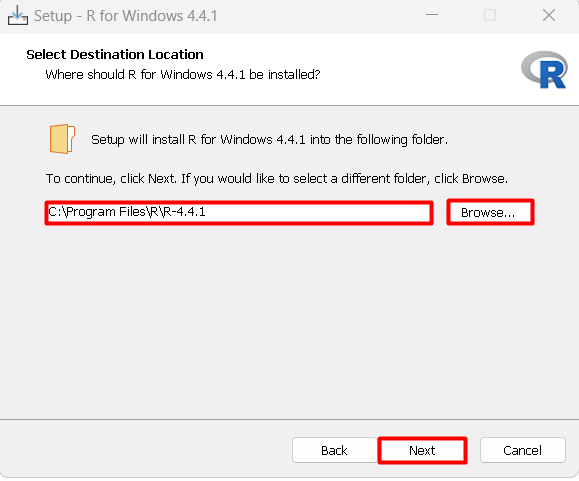 Setup - R for Windows 4.4.1
Select Destination Location
Where should R for Windows 4.4.1 be installed?
R
Setup will install R for Windows 4.4.1 into the following folder.
To continue, click Next. If you would like to select a different folder, click Browse.
C:\Program Files\R\R-4.4.1
Browse...
Back
Next
Cancel